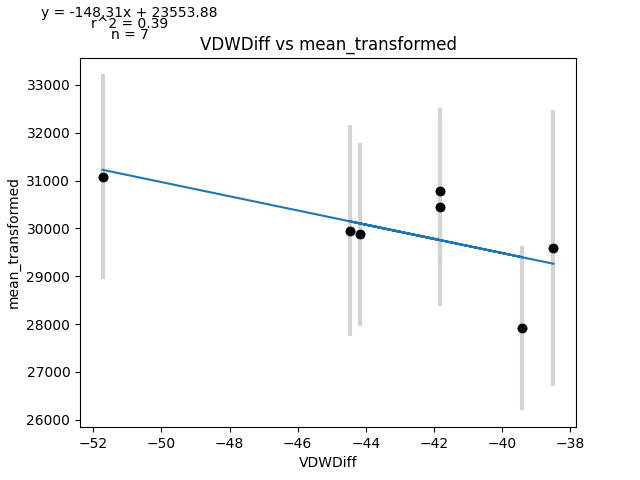 y = -148.31x + 23553.88
r^2 = 0.39
n = 7
VDWDiff vs mean_transformed
33000
32000
31000
30000
29000
28000
27000
26000
mean_transformed
−52
−50
−48
−46
−44
−42
−40
−38
VDWDiff